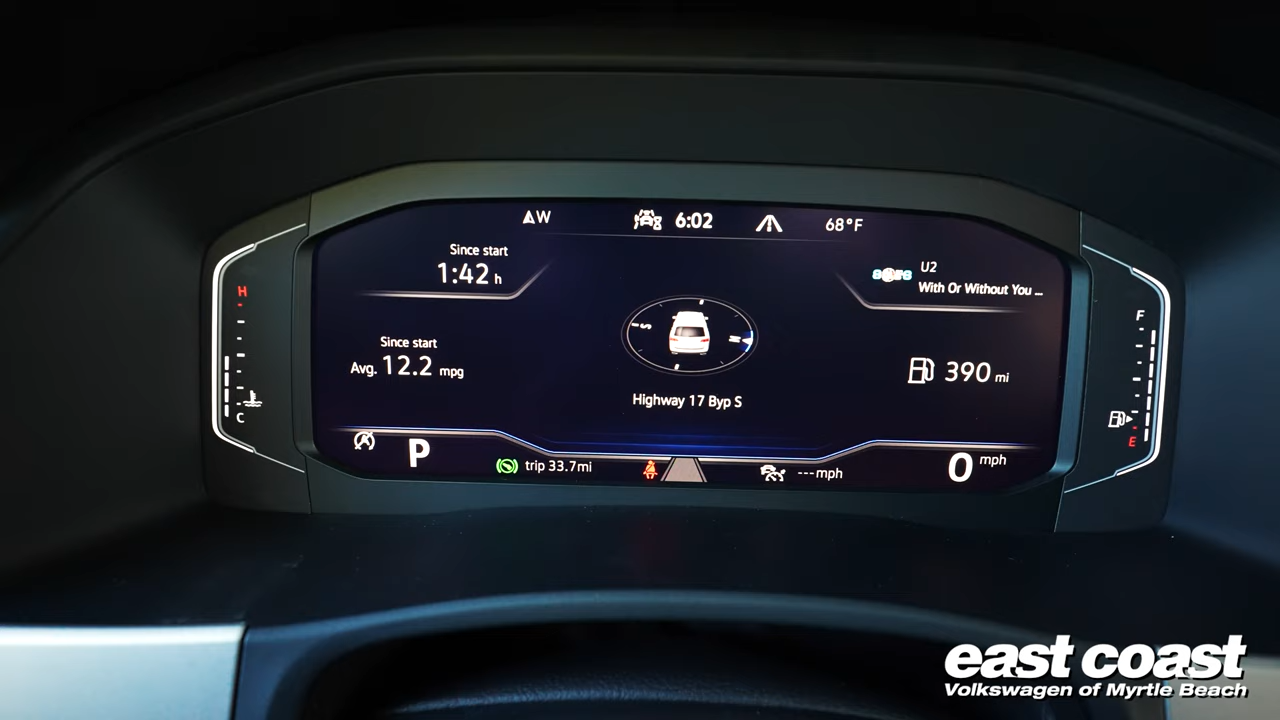 W
6:02
68°F
Since start
1:42 h
U2
With Or Without You ...
H
F
Since start
Avg. 12.2 mpg
390 mi
Highway 17 Byp S
C
E
P
trip 33.7mi
---mph
0 mph
east coast
Volkswagen of Myrtle Beach